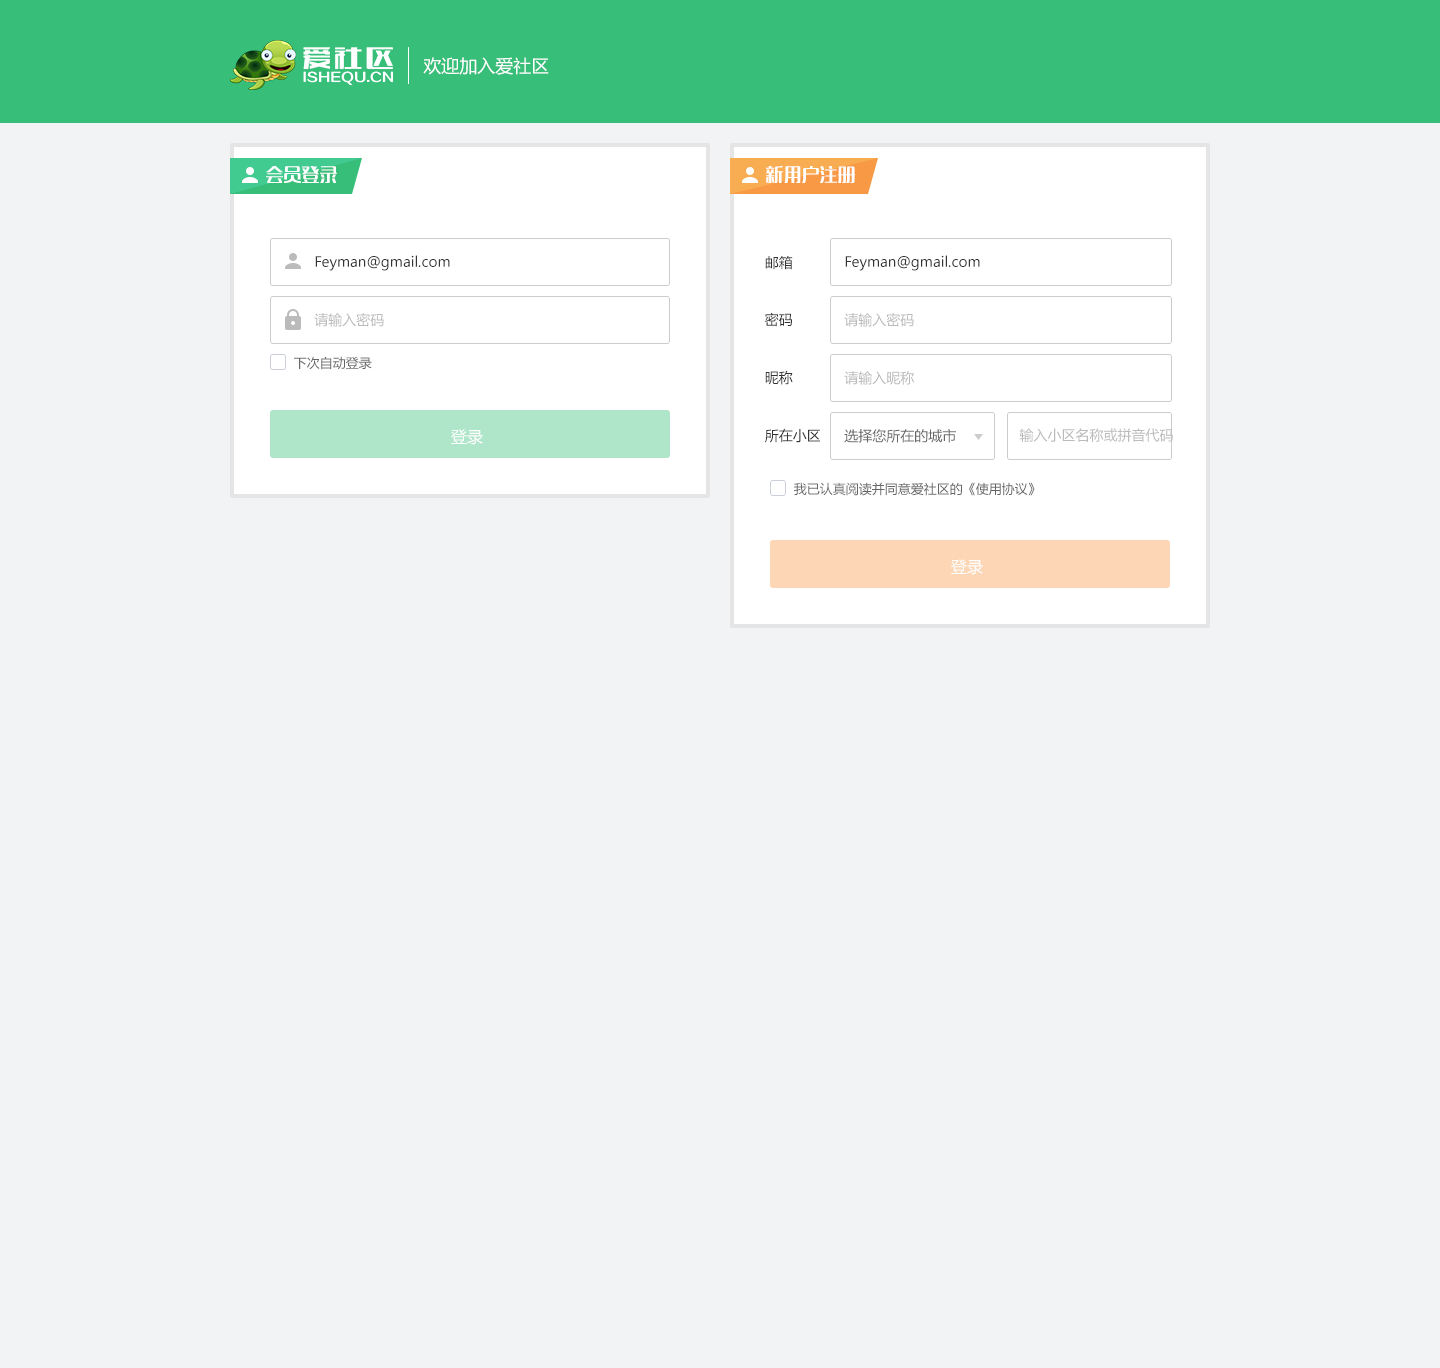 爱社区
ISHEQU.CN
欢迎加入爱社区
会员登录
Feyman@gmail.com
请输入密码
下次自动登录
登录
新用户注册
邮箱 Feyman@gmail.com
密码 请输入密码
昵称 请输入昵称
所在小区 选择您所在的城市 输入小区名称或拼音代码
我已认真阅读并同意爱社区的《使用协议》
登录